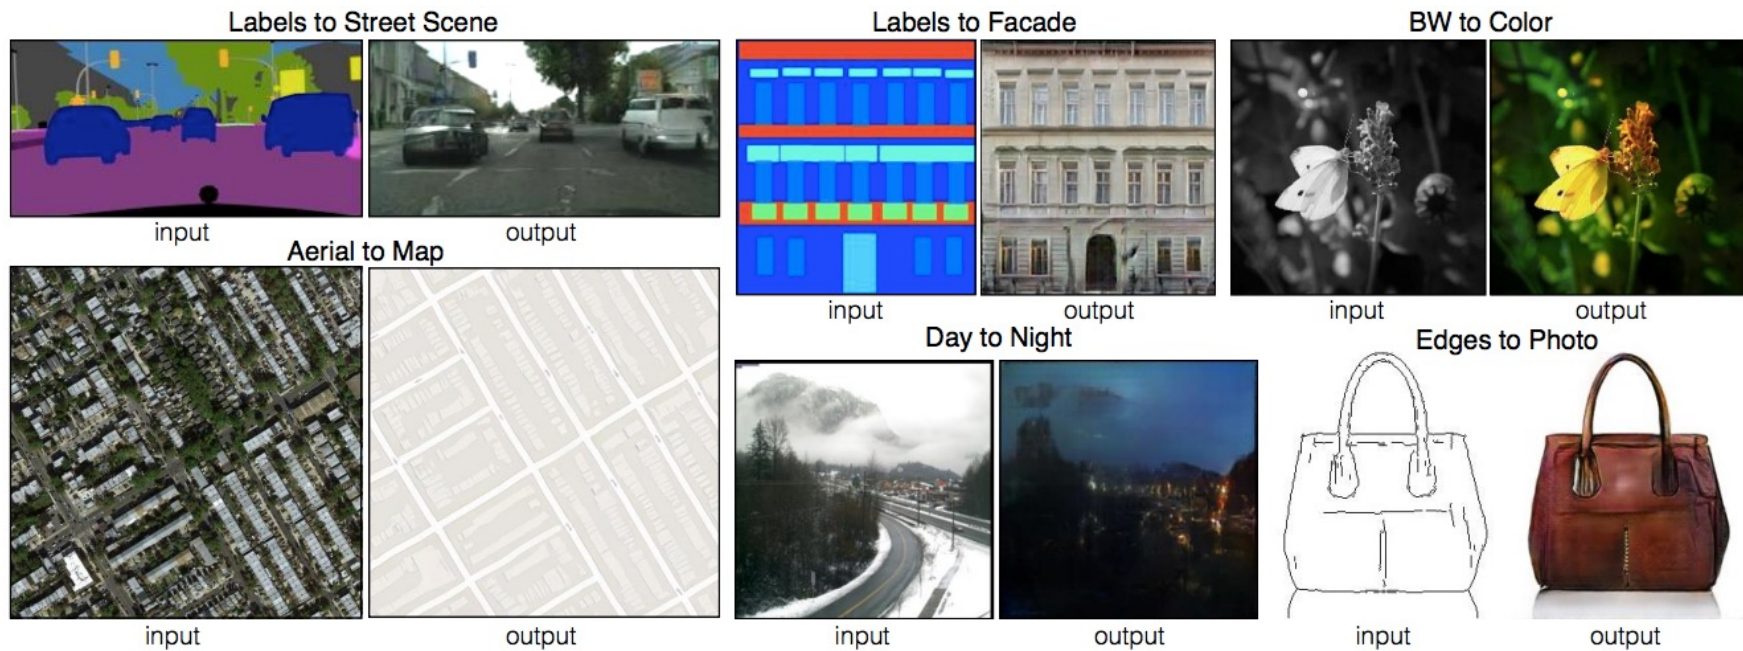 Labels to Street Scene
input
output
Aerial to Map
input
output
Labels to Facade
input
output
BW to Color
input
output
Day to Night
input
output
Edges to Photo
input
output